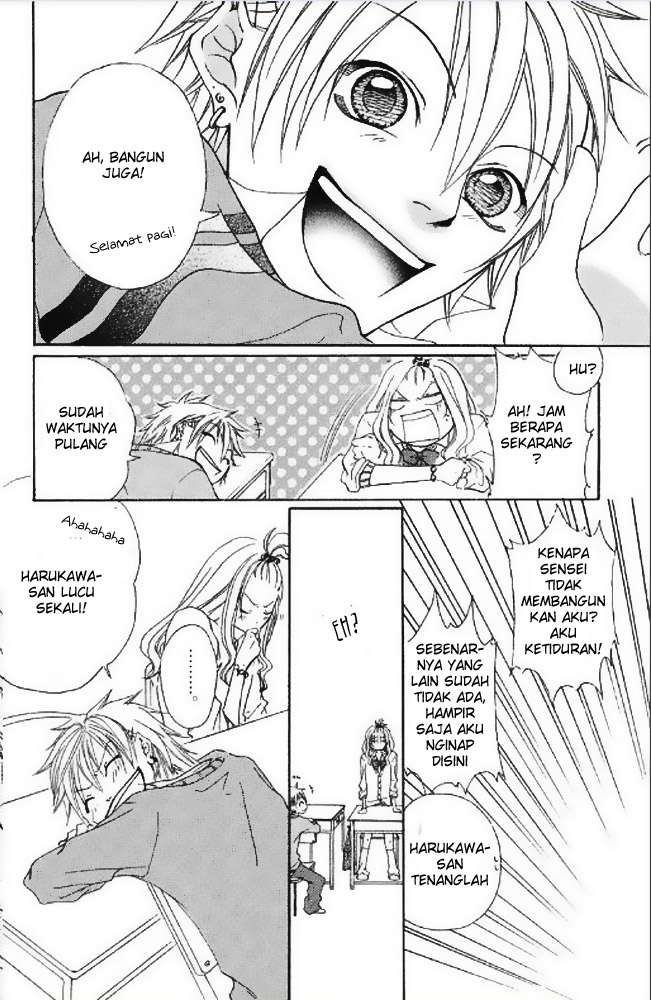 AH, BANGUN
JUGA!
Selamat pagi!
HU?
AH! JAM
BERAPA
SEKARANG
?
SUDAH
WAKTUNYA
PULANG
KENAPA
SENSEI
TIDAK
MEMBANGUN
KAN AKU?
AKU
KETIDURAN!
SEBENAR-
NYA YANG
LAIN SUDAH
TIDAK ADA,
HAMPIR
SAJA AKU
NGINAP
DISINI
HARUKAWA-
SAN
TENANGLAH
EH?
........
Ahahahaha
HARUKAWA-
SAN LUCU
SEKALI!